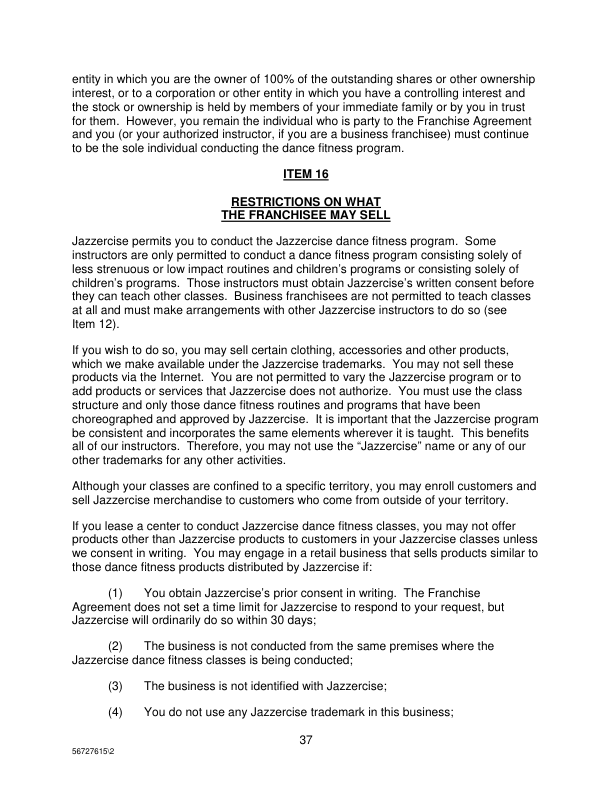 entity in which you are the owner of 100% of the outstanding shares or other ownership
interest, or to a corporation or other entity in which you have a controlling interest and
the stock or ownership is held by members of your immediate family or by you in trust
for them.  However, you remain the individual who is party to the Franchise Agreement
and you (or your authorized instructor, if you are a business franchisee) must continue
to be the sole individual conducting the dance fitness program.
ITEM 16
RESTRICTIONS ON WHAT
THE FRANCHISEE MAY SELL
Jazzercise permits you to conduct the Jazzercise dance fitness program.  Some
instructors are only permitted to conduct a dance fitness program consisting solely of
less strenuous or low impact routines and children's programs or consisting solely of
children's programs.  Those instructors must obtain Jazzercise's written consent before
they can teach other classes.  Business franchisees are not permitted to teach classes
at all and must make arrangements with other Jazzercise instructors to do so (see
Item 12).
If you wish to do so, you may sell certain clothing, accessories and other products,
which we make available under the Jazzercise trademarks.  You may not sell these
products via the Internet.  You are not permitted to vary the Jazzercise program or to
add products or services that Jazzercise does not authorize.  You must use the class
structure and only those dance fitness routines and programs that have been
choreographed and approved by Jazzercise.  It is important that the Jazzercise program
be consistent and incorporates the same elements wherever it is taught.  This benefits
all of our instructors.  Therefore, you may not use the “Jazzercise” name or any of our
other trademarks for any other activities.
Although your classes are confined to a specific territory, you may enroll customers and
sell Jazzercise merchandise to customers who come from outside of your territory.
If you lease a center to conduct Jazzercise dance fitness classes, you may not offer
products other than Jazzercise products to customers in your Jazzercise classes unless
we consent in writing.  You may engage in a retail business that sells products similar to
those dance fitness products distributed by Jazzercise if:
(1) You obtain Jazzercise's prior consent in writing.  The Franchise
Agreement does not set a time limit for Jazzercise to respond to your request, but
Jazzercise will ordinarily do so within 30 days;
(2) The business is not conducted from the same premises where the
Jazzercise dance fitness classes is being conducted;
(3) The business is not identified with Jazzercise;
(4) You do not use any Jazzercise trademark in this business;
37
56727615\2